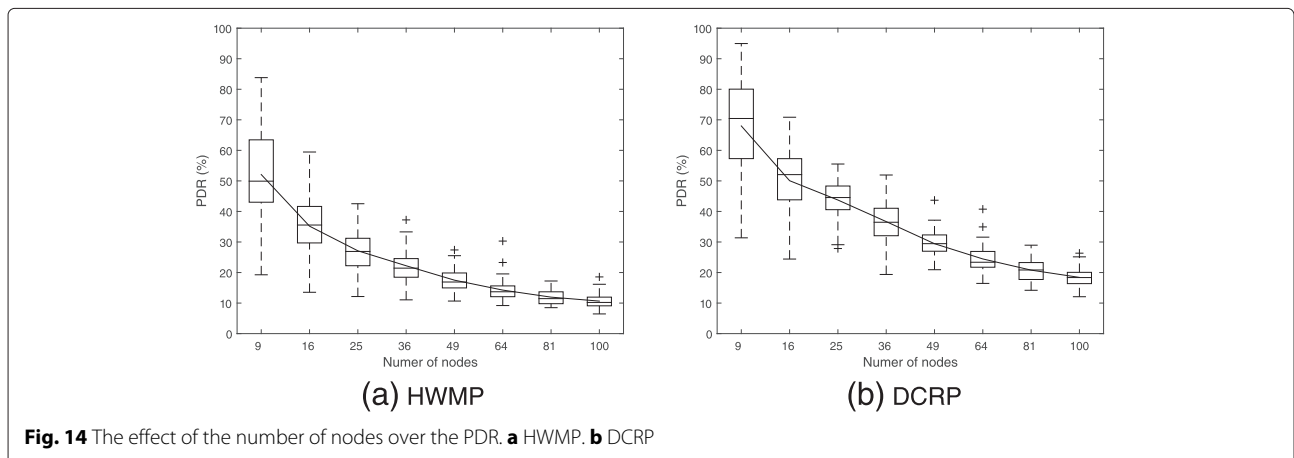 100
90
80
70
60
50
40
30
20
10
0
PDR (%)
9 16 25 36 49 64 81 100
Numer of nodes
(a) HWMP
100
90
80
70
60
50
40
30
20
10
0
PDR (%)
9 16 25 36 49 64 81 100
Numer of nodes
(b) DCRP
Fig. 14 The effect of the number of nodes over the PDR. a HWMP. b DCRP